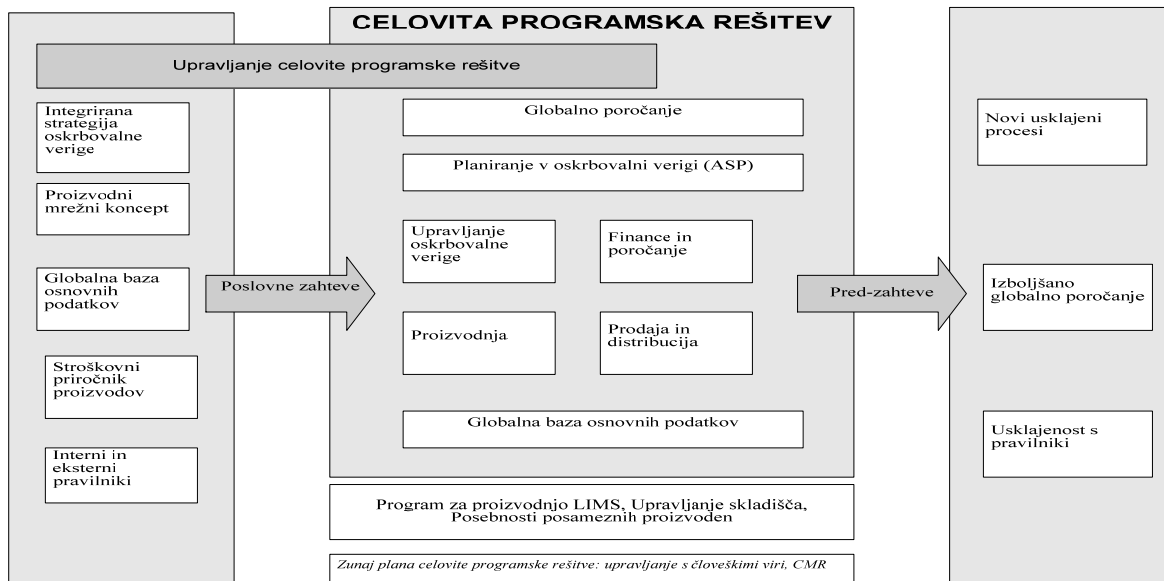 CELOVITA PROGRAMSKA REŠITEV
Upravljanje celovite programske rešitve
Integrirana
strategija
oskrbovalne
verige
Proizvodni
mrežni koncept
Globalna baza
osnovnih
podatkov
Stroškovni
priročnik
proizvodov
Interni in
eksterni
pravilniki
Poslovne zahteve
Globalno poročanje
Planiranje v oskrbovalni verigi (ASP)
Upravljanje
oskrbovalne
verige
Finance in
poročanje
Proizvodnja
Prodaja in
distribucija
Globalna baza osnovnih podatkov
Program za proizvodnjo LIMS, Upravljanje skladišča,
Posebnosti posameznih proizvoden
Zunaj plana celovite programske rešitve: upravljanje s človeškimi viri, CMR
Pred-zahteve
Novi usklajeni
procesi
Izboljšano
globalno poročanje
Usklajenost s
pravilniki